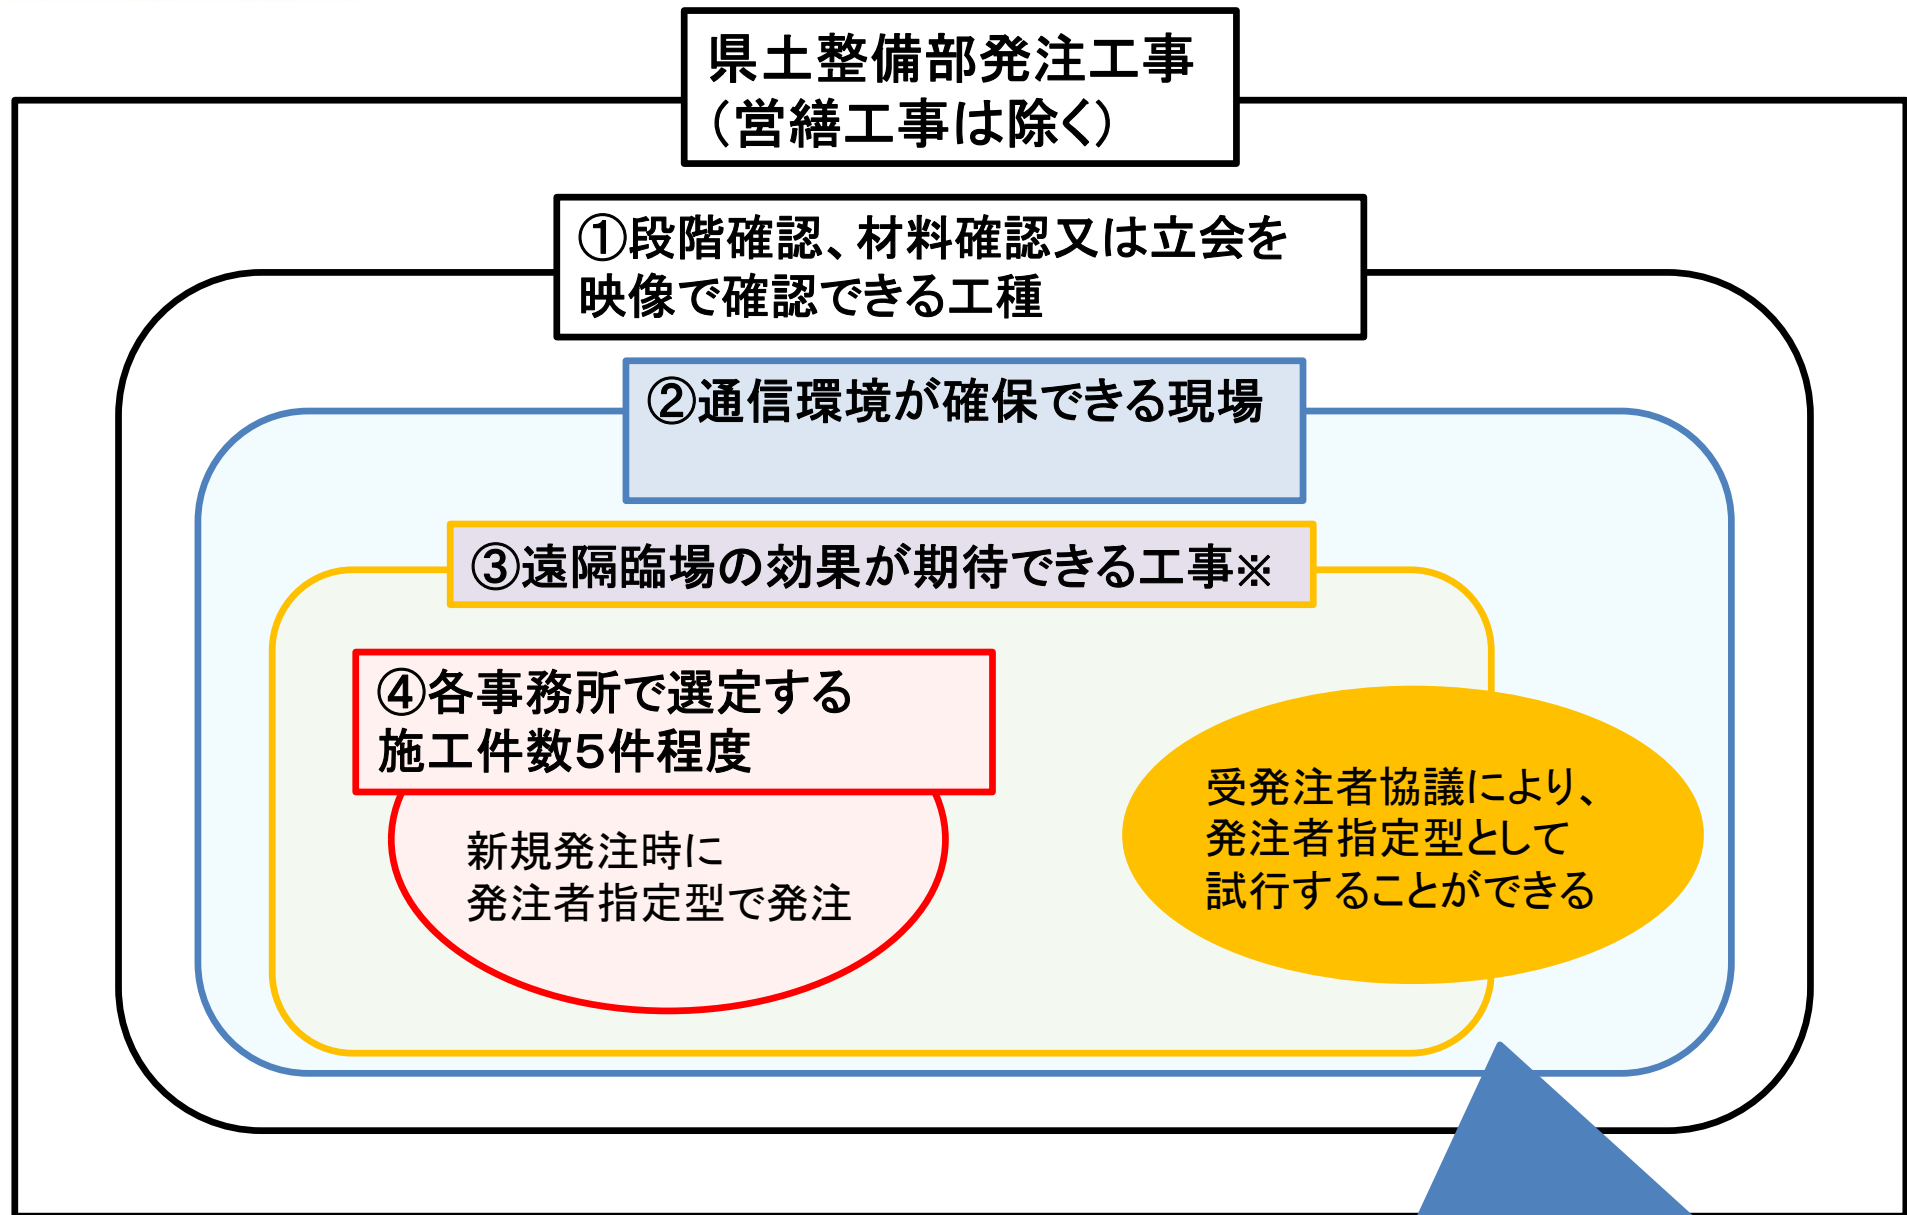 県土整備部発注工事
（営繕工事は除く）
①段階確認、材料確認又は立会を
映像で確認できる工種
②通信環境が確保できる現場
③遠隔臨場の効果が期待できる工事※
④各事務所で選定する
施工件数５件程度
新規発注時に
発注者指定型で発注
受発注者協議により、
発注者指定型として
試行することができる